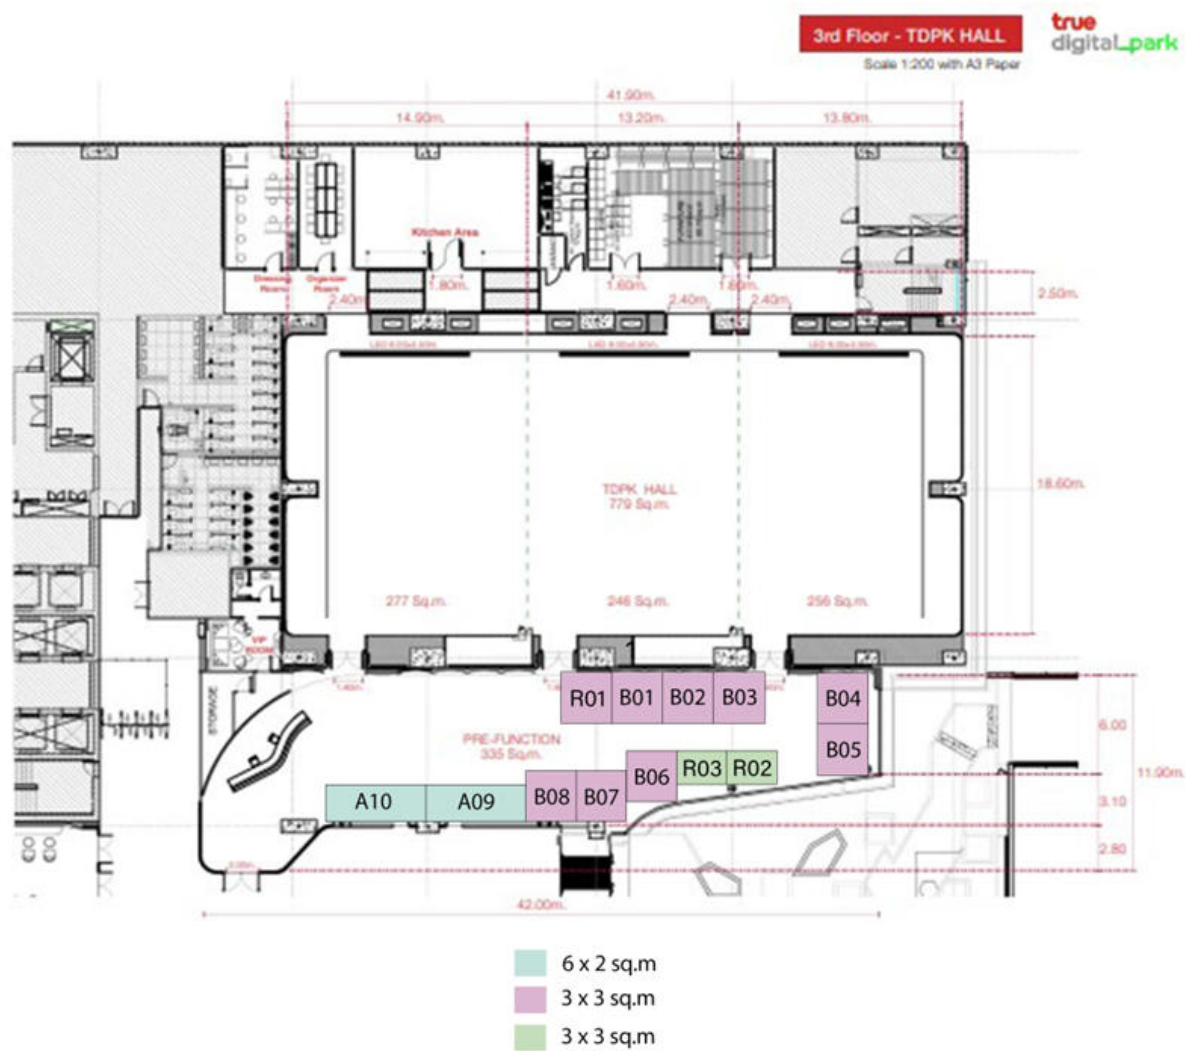 3rd Floor - TDPK HALL
true
digital_park
Scale 1:200 with A3 Paper
41.90m.
14.90m.
13.20m.
13.80m.
Kitchen Area
Dressing Rooms
Organizer Room
2.40m.
1.80m.
1.60m.
1.80m.
2.40m.
2.40m.
2.50m.
TDPK HALL
779 Sq.m.
18.60m.
277 Sq.m.
246 Sq.m.
256 Sq.m.
VIP
ROOM
STORAGE
PRE-FUNCTION
335 Sq.m.
R01
B01
B02
B03
B04
B05
B06
R03
R02
A10
A09
B08
B07
6.00
11.90m.
3.10
2.80
42.00m.
6 x 2 sq.m
3 x 3 sq.m
3 x 3 sq.m